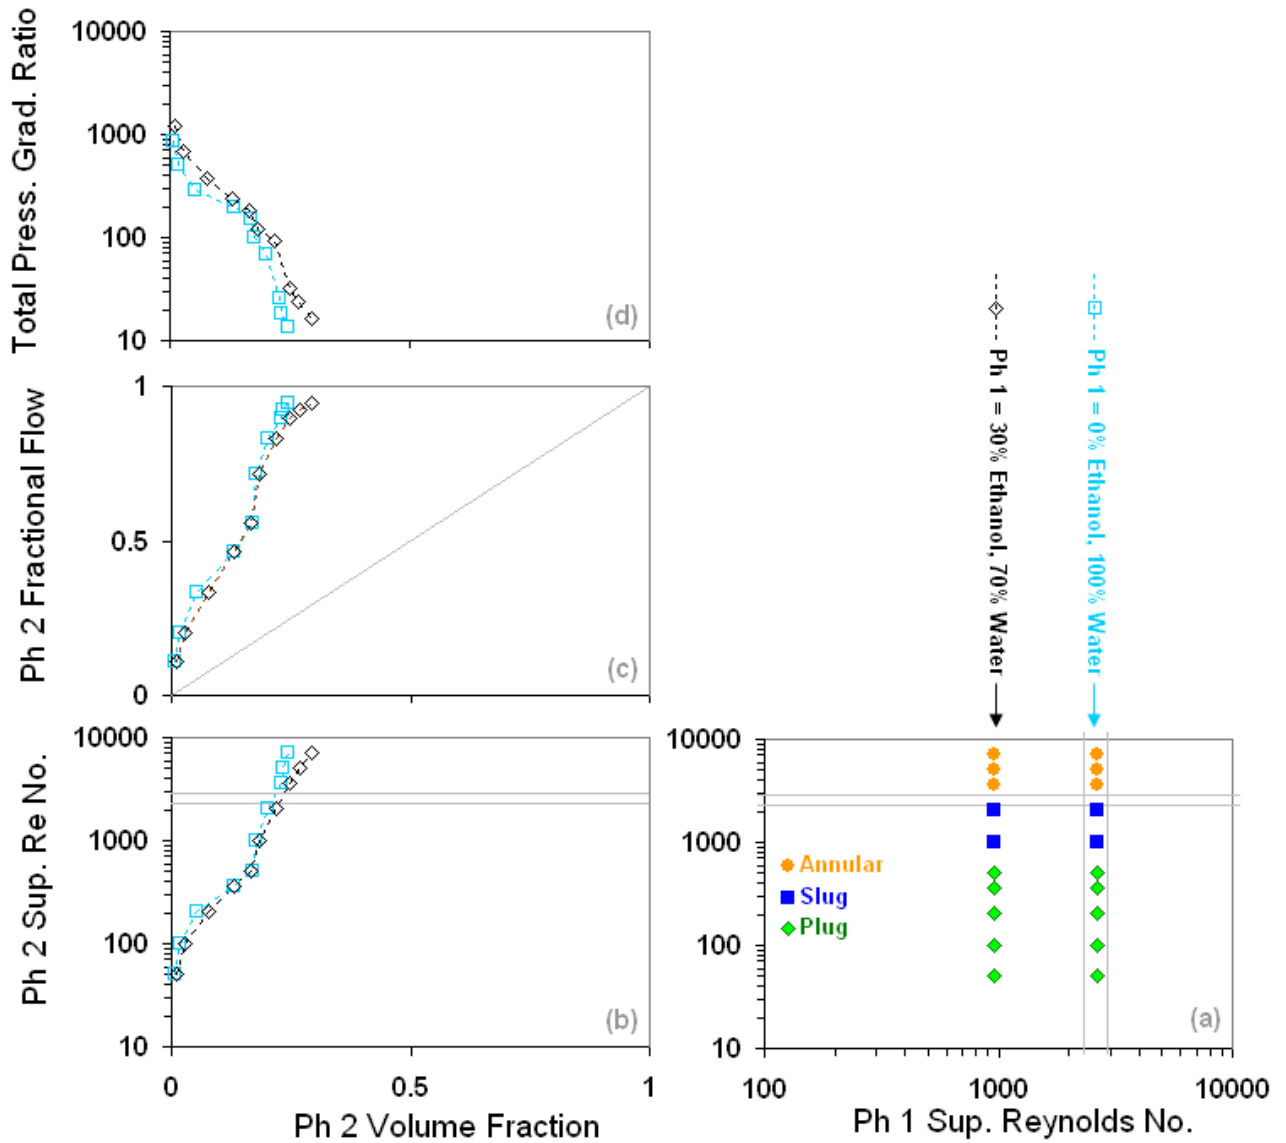 Total Press. Grad. Ratio
10000
1000
100
10
(d)
Ph 2 Fractional Flow
1
0.5
0
(c)
Ph 2 Sup. Re No.
10000
1000
100
10
(b)
0
0.5
1
Ph 2 Volume Fraction
Ph 1 = 30% Ethanol, 70% Water
Ph 1 = 0% Ethanol, 100% Water
10000
1000
100
10
Annular
Slug
Plug
(a)
100
1000
10000
Ph 1 Sup. Reynolds No.